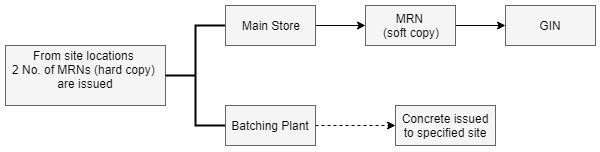 From site locations
2 No. of MRNs (hard copy)
are issued
Main Store
MRN
(soft copy)
GIN
Batching Plant
Concrete issued
to specified site